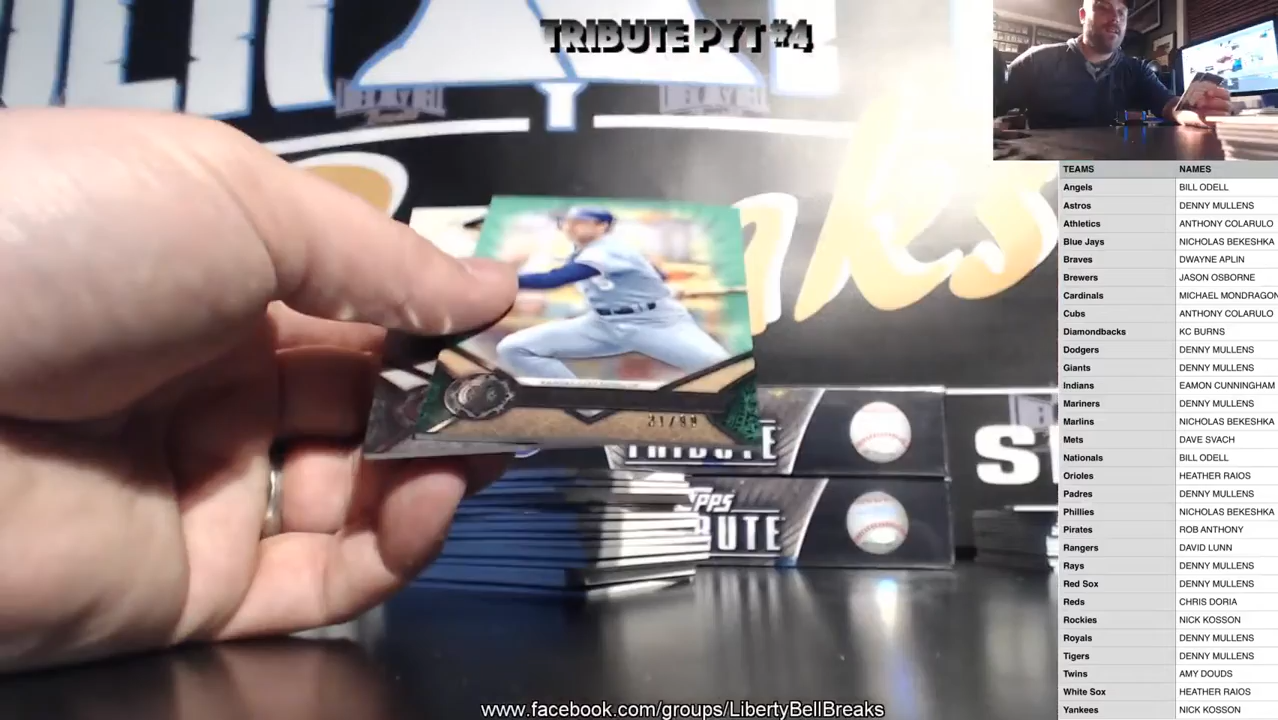 TRIBUTE PYT #4
TEAMS NAMES
Angels BILL ODELL
Astros DENNY MULLENS
Athletics ANTHONY COLARULO
Blue Jays NICHOLAS BEKESHKA
Braves DWAYNE APLIN
Brewers JASON OSBORNE
Cardinals MICHAEL MONDRAGON
Cubs ANTHONY COLARULO
Diamondbacks KC BURNS
Dodgers DENNY MULLENS
Giants DENNY MULLENS
Indians EAMON CUNNINGHAM
Mariners DENNY MULLENS
Marlins NICHOLAS BEKESHKA
Mets DAVE SVACH
Nationals BILL ODELL
Orioles HEATHER RAIOS
Padres DENNY MULLENS
Phillies NICHOLAS BEKESHKA
Pirates ROB ANTHONY
Rangers DAVID LUNN
Rays DENNY MULLENS
Red Sox DENNY MULLENS
Reds CHRIS DORIA
Rockies NICK KOSSON
Royals DENNY MULLENS
Tigers DENNY MULLENS
Twins AMY DOUDS
White Sox HEATHER RAIOS
Yankees NICK KOSSON
31/99
TRIBUTE
www.facebook.com/groups/LibertyBellBreaks